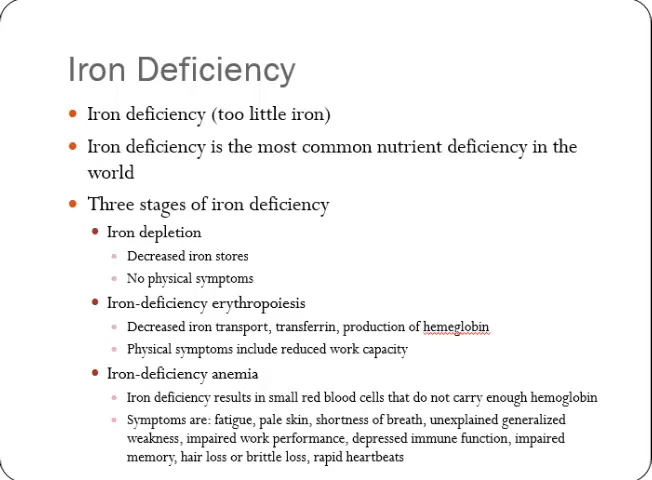 Iron Deficiency
• Iron deficiency (too little iron)
• Iron deficiency is the most common nutrient deficiency in the
world
• Three stages of iron deficiency
• Iron depletion
• Decreased iron stores
• No physical symptoms
• Iron-deficiency erythropoiesis
• Decreased iron transport, transferrin, production of hemeglobin
• Physical symptoms include reduced work capacity
• Iron-deficiency anemia
• Iron deficiency results in small red blood cells that do not carry enough hemoglobin
• Symptoms are: fatigue, pale skin, shortness of breath, unexplained generalized
weakness, impaired work performance, depressed immune function, impaired
memory, hair loss or brittle loss, rapid heartbeats